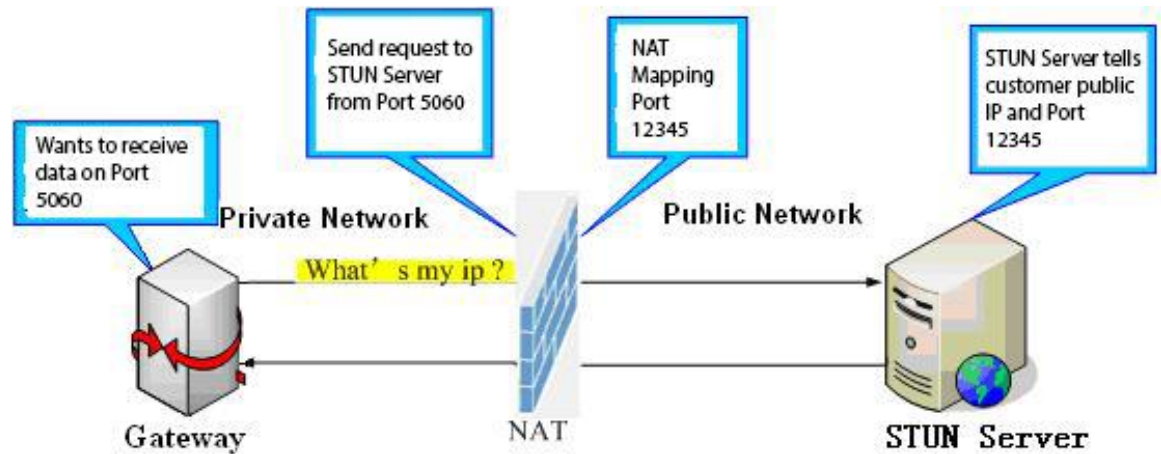 Send request to
STUN Server
from Port 5060
NAT
Mapping
Port
12345
STUN Server tells
customer public
IP and Port
12345
Wants to receive
data on Port
5060
Private Network
Public Network
What's my ip ?
Gateway
NAT
STUN Server